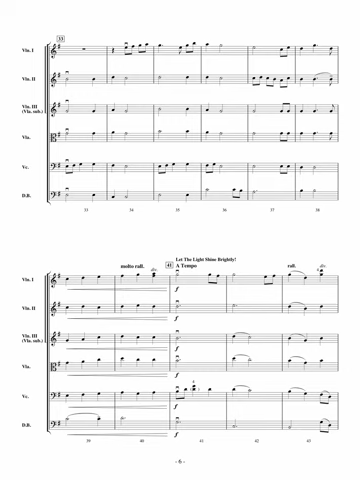 33
Vln. I
Vln. II
Vln. III
(Vla. sub.)
Vla.
Vc.
D.B.
33 34 35 36 37 38
Let The Light Shine Brightly!
molto rall. 41 A Tempo rall.
div. div.
Vln. I
f
Vln. II
f
Vln. III
(Vla. sub.)
f
Vla.
f
Vc.
f
D.B.
f
39 40 41 42 43
- 6 -